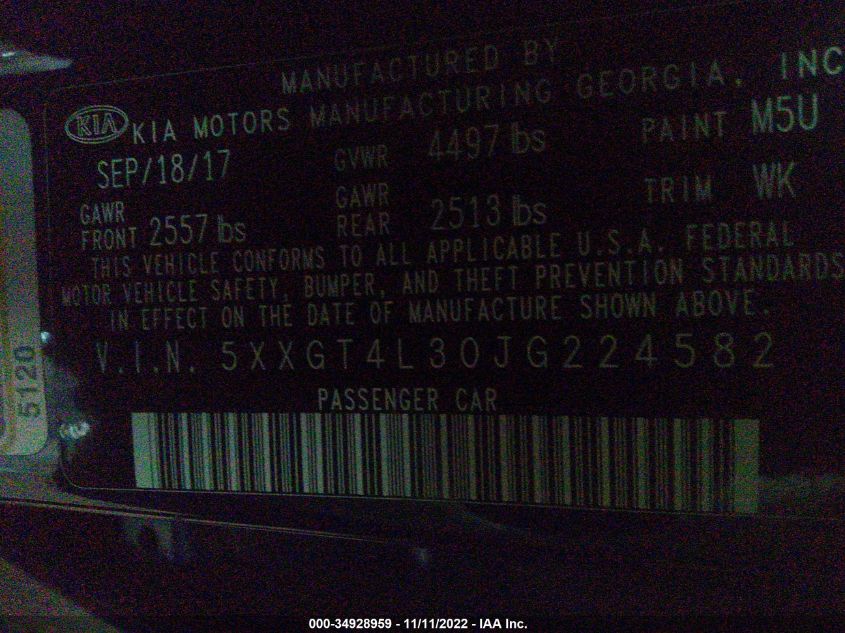 MANUFACTURED BY
KIA KIA MOTORS MANUFACTURING GEORGIA, INC
SEP/18/17 GVWR 4497 lbs PAINT M5U
GAWR FRONT 2557 lbs GAWR REAR 2513 lbs TRIM WK
THIS VEHICLE CONFORMS TO ALL APPLICABLE U.S.A. FEDERAL
MOTOR VEHICLE SAFETY, BUMPER, AND THEFT PREVENTION STANDARDS
IN EFFECT ON THE DATE OF MANUFACTURE SHOWN ABOVE.
V.I.N. 5XXGT4L30JG224582
PASSENGER CAR
5120
000-34928959 - 11/11/2022 - IAA Inc.